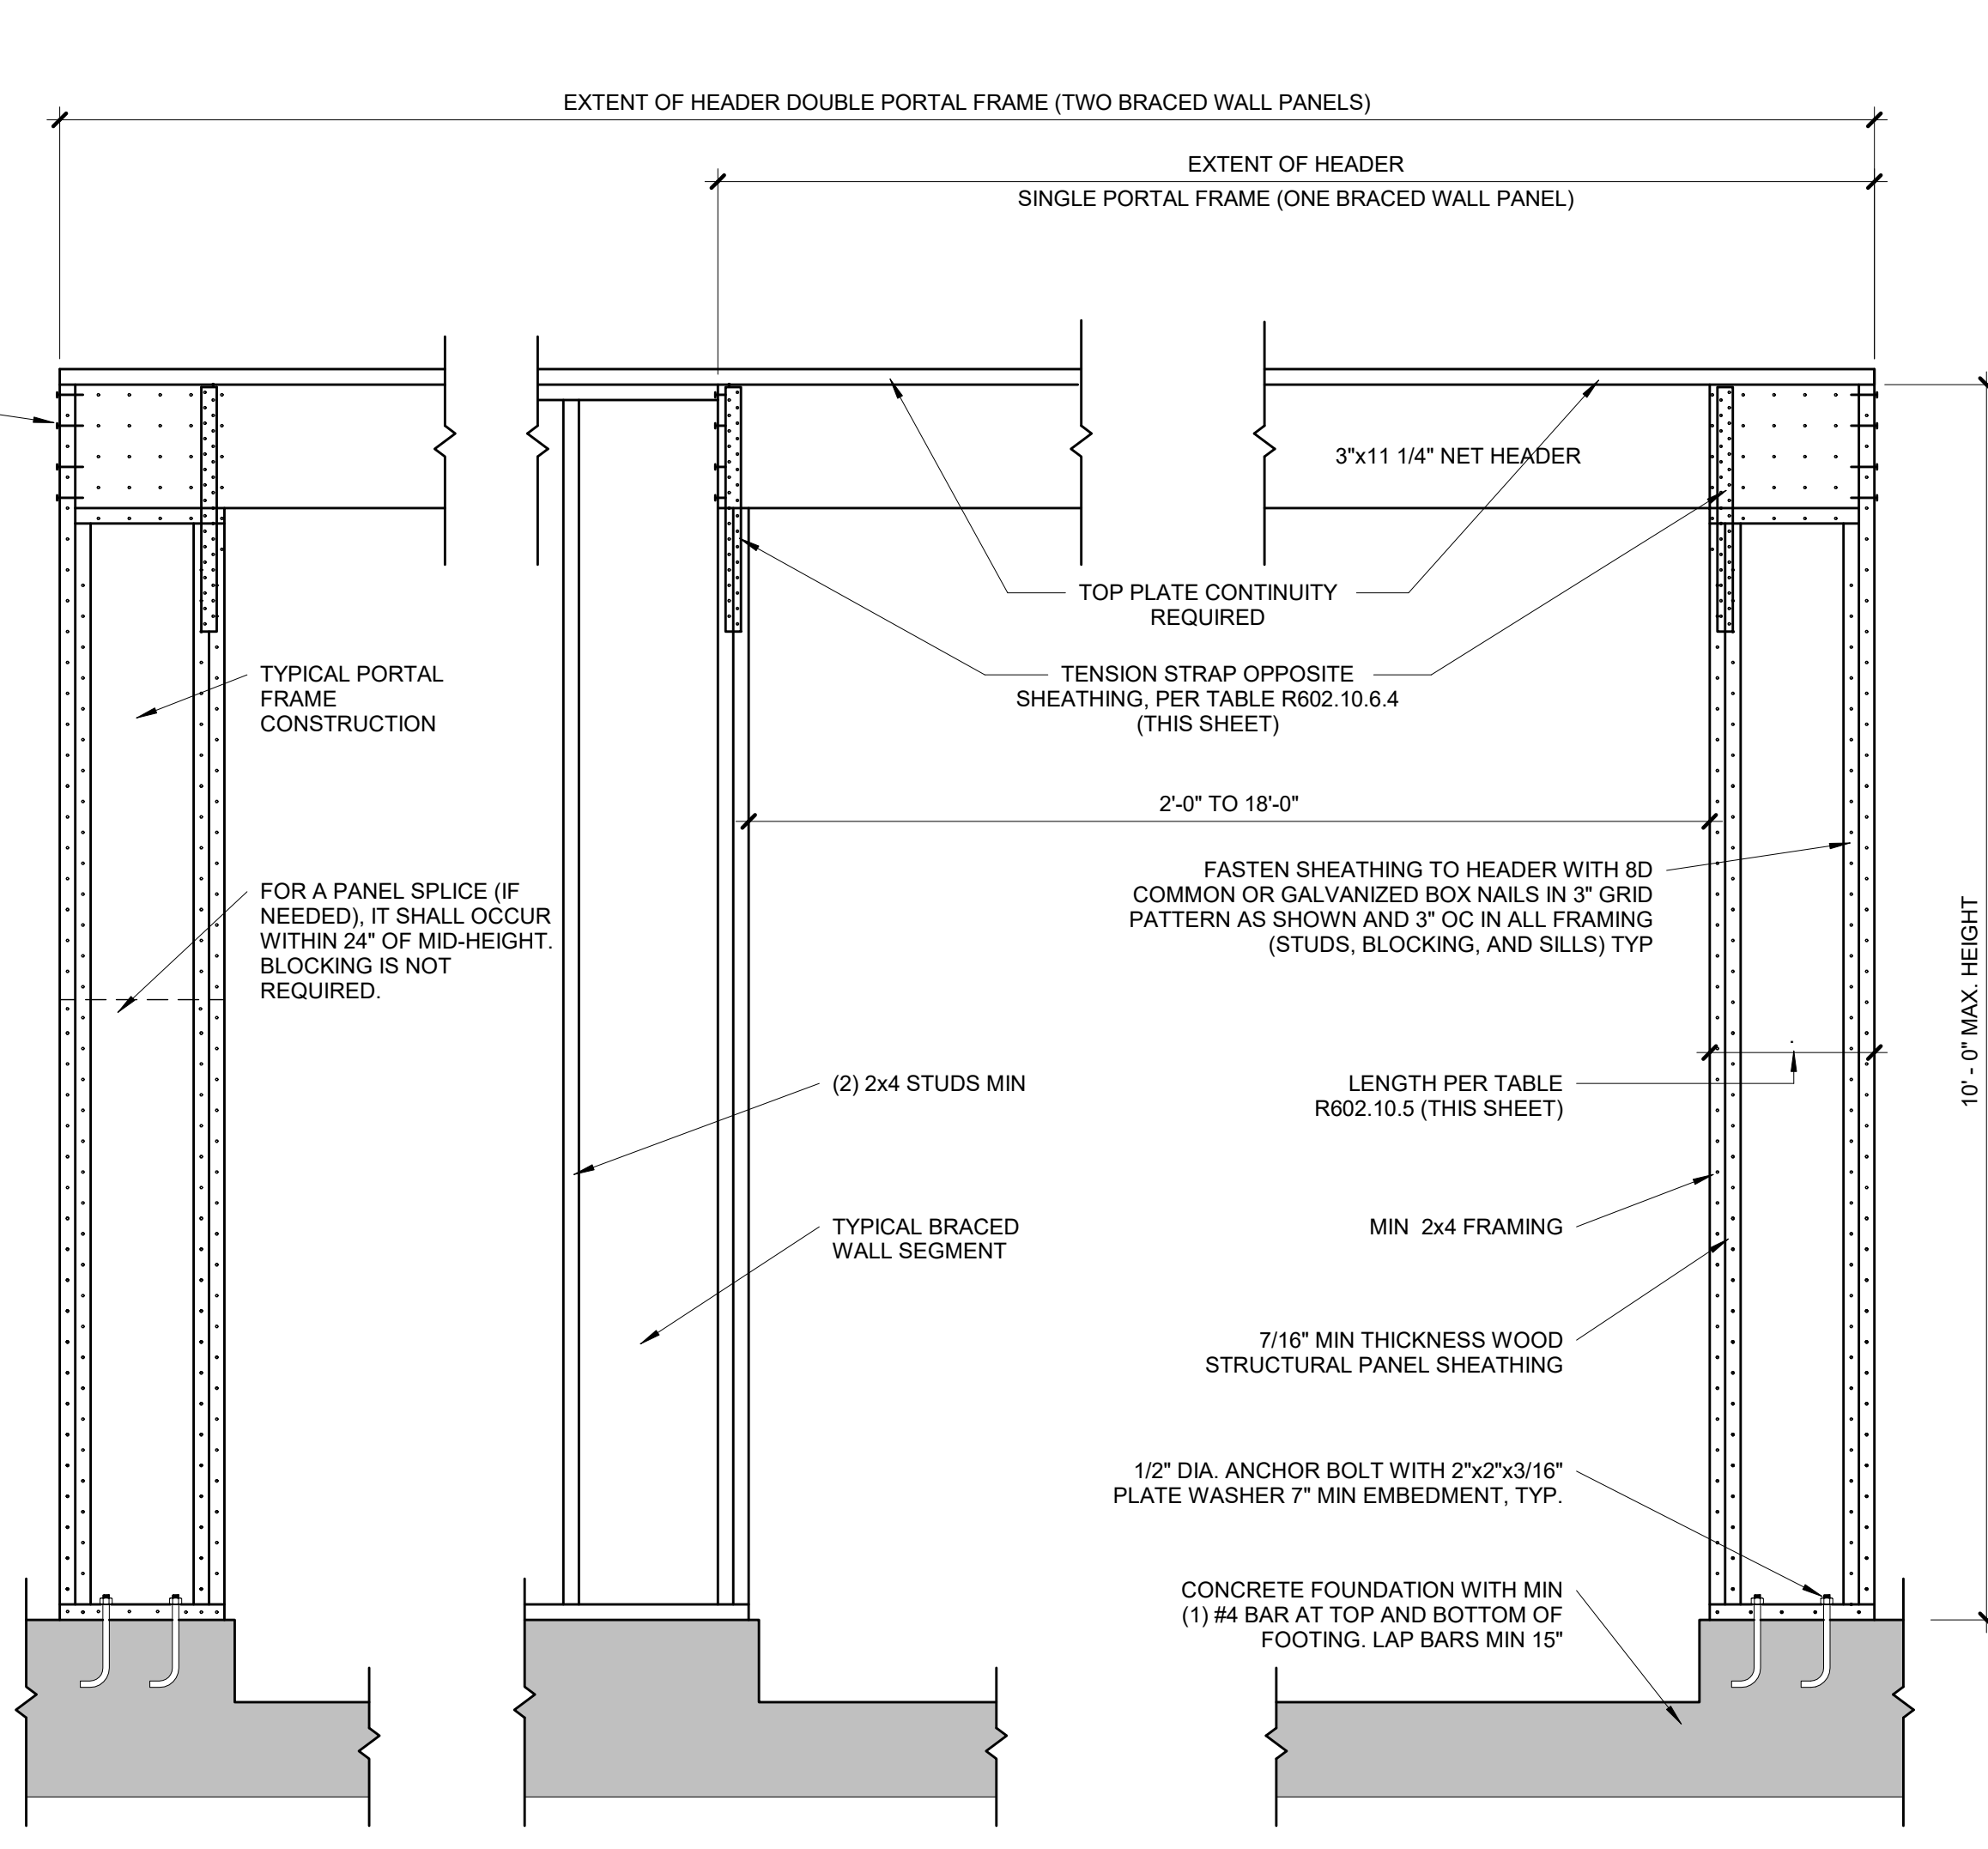 EXTENT OF HEADER DOUBLE PORTAL FRAME (TWO BRACED WALL PANELS)
EXTENT OF HEADER
SINGLE PORTAL FRAME (ONE BRACED WALL PANEL)
3"x11 1/4" NET HEADER
TOP PLATE CONTINUITY
REQUIRED
TYPICAL PORTAL
FRAME
CONSTRUCTION
TENSION STRAP OPPOSITE
SHEATHING, PER TABLE R602.10.6.4
(THIS SHEET)
2'-0" TO 18'-0"
FOR A PANEL SPLICE (IF
NEEDED), IT SHALL OCCUR
WITHIN 24" OF MID-HEIGHT.
BLOCKING IS NOT
REQUIRED.
FASTEN SHEATHING TO HEADER WITH 8D
COMMON OR GALVANIZED BOX NAILS IN 3" GRID
PATTERN AS SHOWN AND 3" OC IN ALL FRAMING
(STUDS, BLOCKING, AND SILLS) TYP
10' - 0" MAX. HEIGHT
(2) 2x4 STUDS MIN
LENGTH PER TABLE
R602.10.5 (THIS SHEET)
TYPICAL BRACED
WALL SEGMENT
MIN  2x4 FRAMING
7/16" MIN THICKNESS WOOD
STRUCTURAL PANEL SHEATHING
1/2" DIA. ANCHOR BOLT WITH 2"x2"x3/16"
PLATE WASHER 7" MIN EMBEDMENT, TYP.
CONCRETE FOUNDATION WITH MIN
(1) #4 BAR AT TOP AND BOTTOM OF
FOOTING. LAP BARS MIN 15"